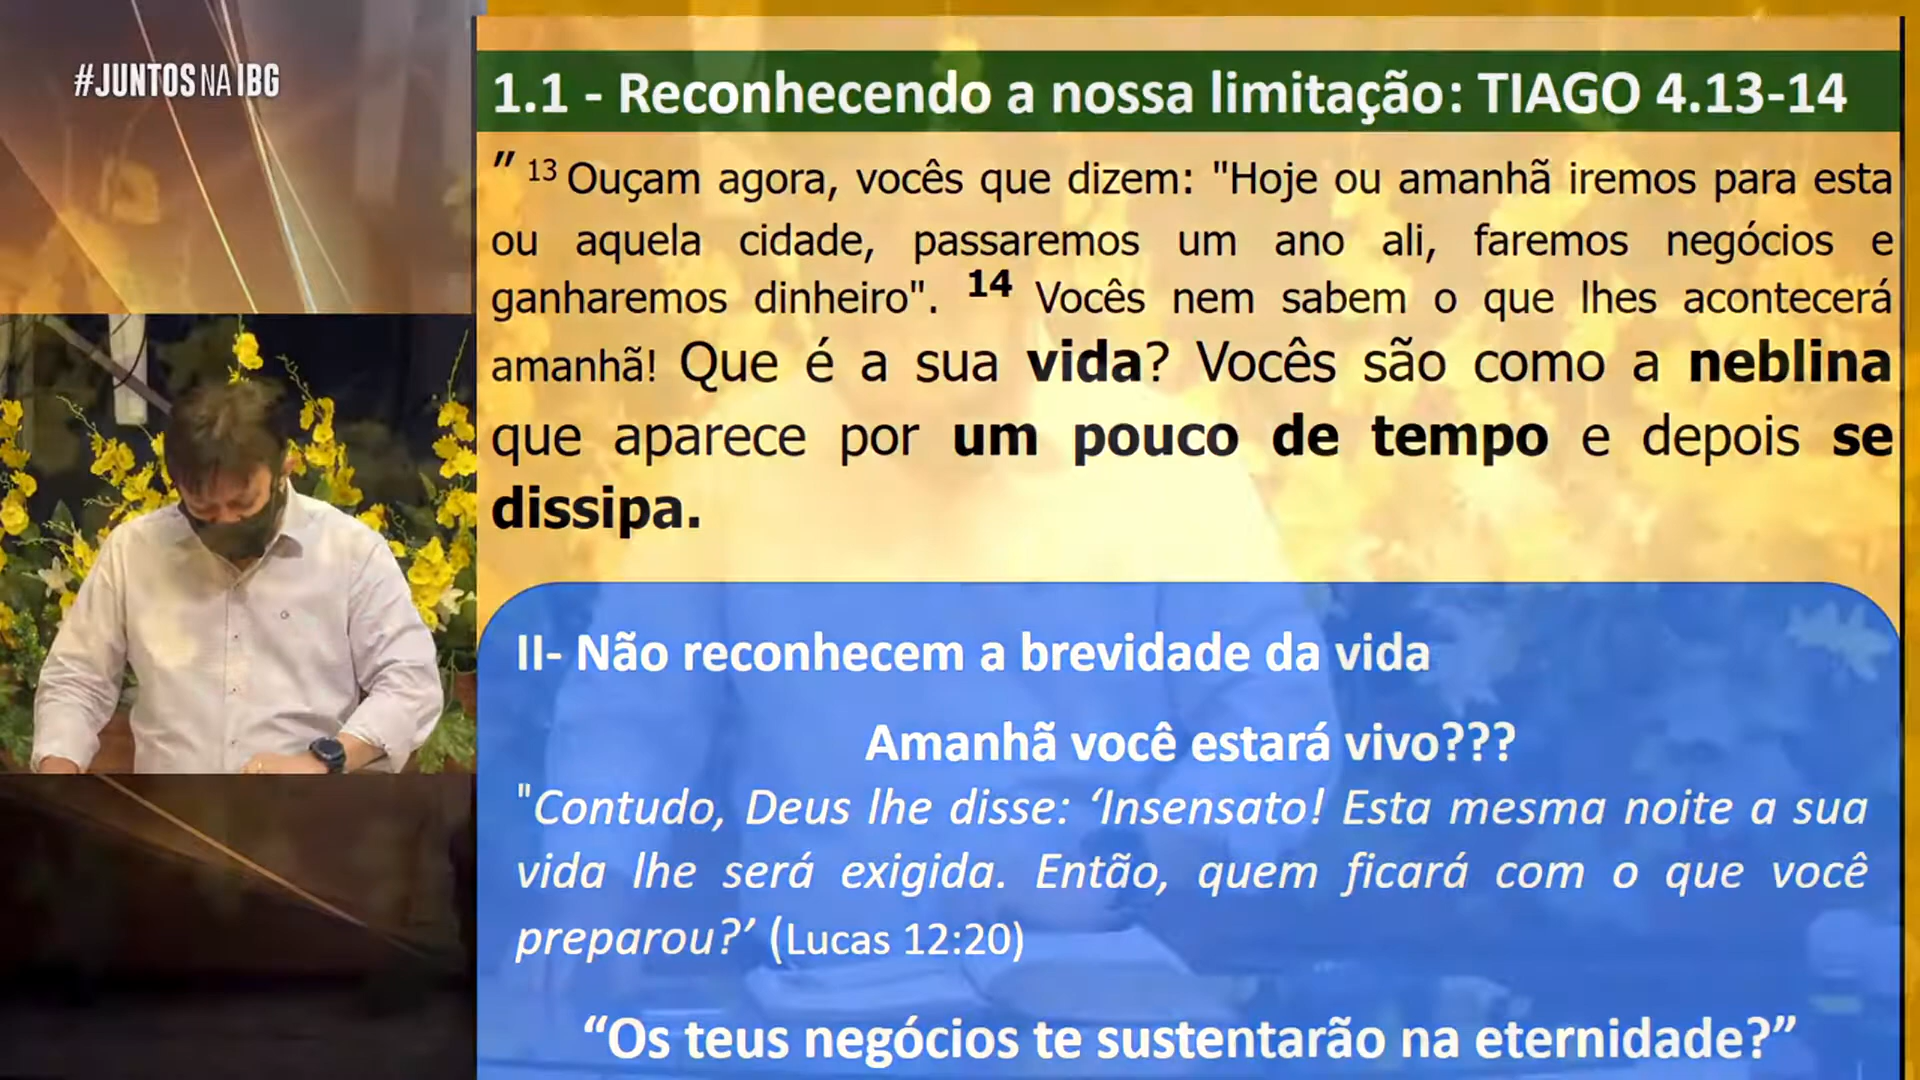 #JUNTOS NA IBG
1.1 - Reconhecendo a nossa limitação: TIAGO 4.13-14
" 13 Ouçam agora, vocês que dizem: "Hoje ou amanhã iremos para esta
ou aquela cidade, passaremos um ano ali, faremos negócios e
ganharemos dinheiro". 14 Vocês nem sabem o que lhes acontecerá
amanhã! Que é a sua vida? Vocês são como a neblina
que aparece por um pouco de tempo e depois se
dissipa.
II- Não reconhecem a brevidade da vida
Amanhã você estará vivo???
"Contudo, Deus lhe disse: ‘Insensato! Esta mesma noite a sua
vida lhe será exigida. Então, quem ficará com o que você
preparou?’ (Lucas 12:20)
“Os teus negócios te sustentarão na eternidade?”